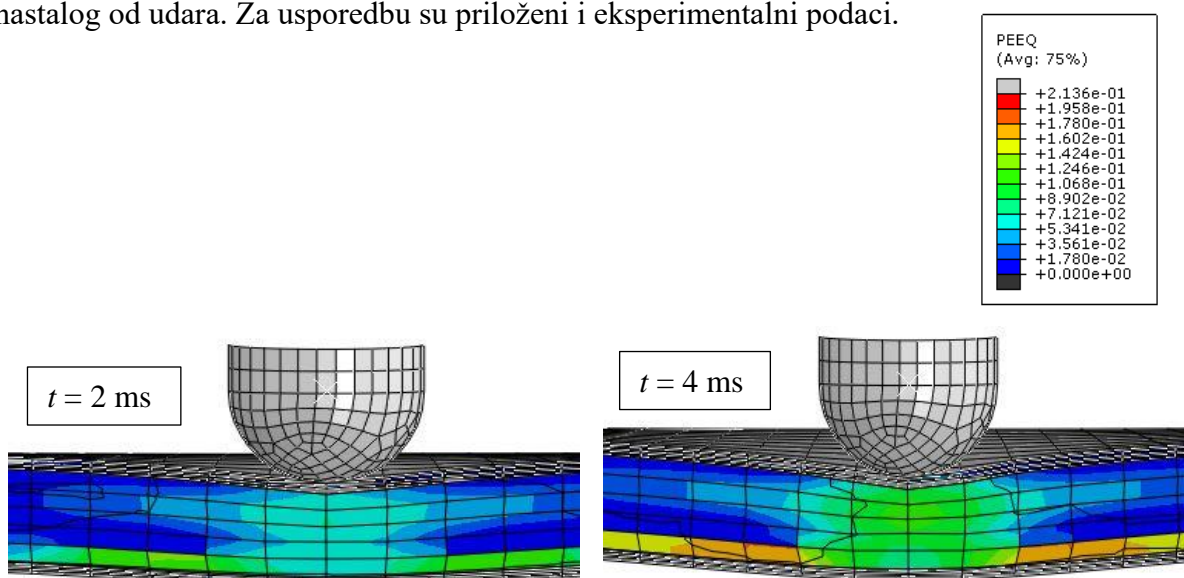 nastalog od udara. Za usporedbu su priloženi i eksperimentalni podaci.
PEEQ
(Avg: 75%)
+2.136e-01
+1.958e-01
+1.780e-01
+1.602e-01
+1.424e-01
+1.246e-01
+1.068e-01
+8.902e-02
+7.121e-02
+5.341e-02
+3.561e-02
+1.780e-02
+0.000e+00
t = 2 ms
t = 4 ms